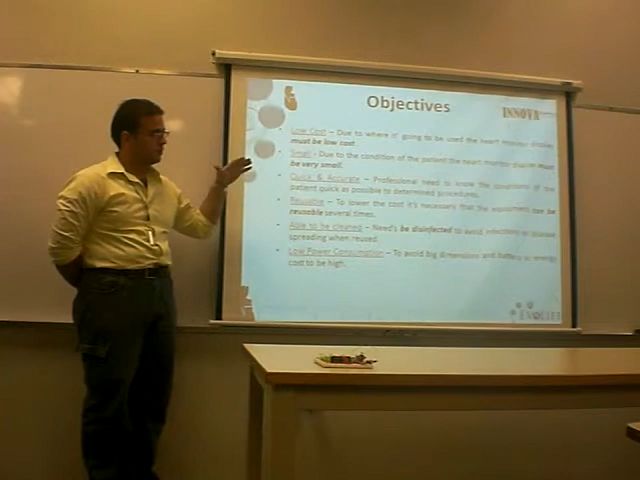 Objectives
INNOVA
• Low Cost – Due to where it' going to be used the heart monitor device
must be low cost.
• Small - Due to the condition of the patient the heart monitor device must
be very small.
• Quick & Accurate – Professional need to know the conditions of the
patient quick as possible to determined procedures.
• Reusable – To lower the cost it's necessary that the equipment can be
reusable several times.
• Able to be cleaned – Need's be disinfected to avoid infections or disease
spreading when reused.
• Low Power Consumption – To avoid big dimensions and battery or energy
cost to be high.